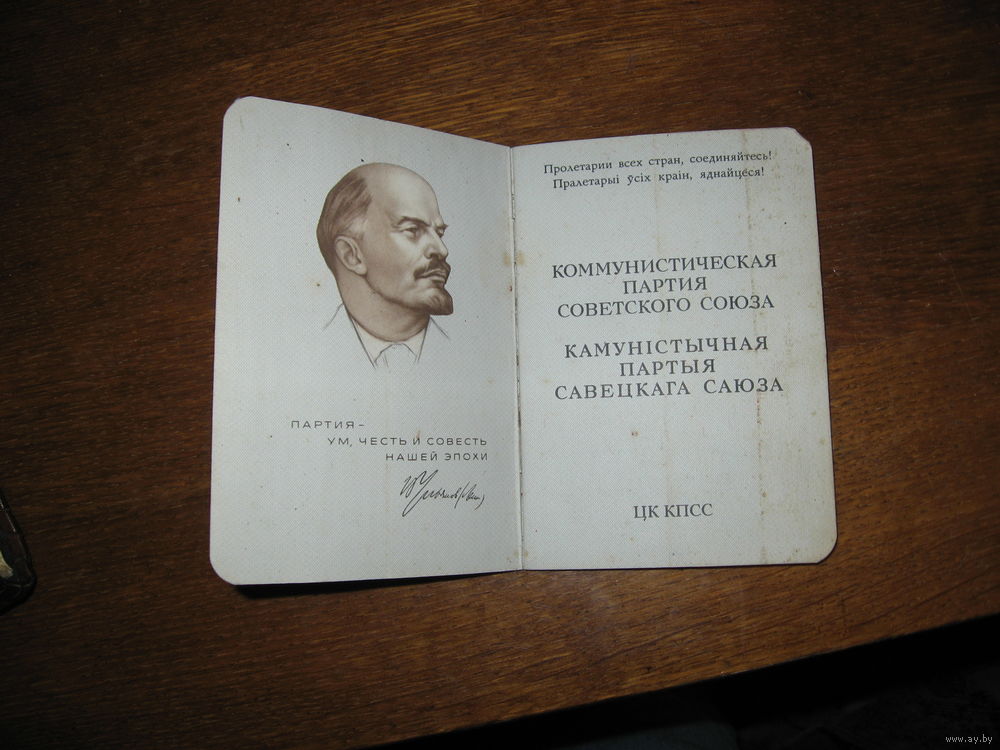 ПАРТИЯ–
УМ, ЧЕСТЬ И СОВЕСТЬ
НАШЕЙ ЭПОХИ
Пролетарии всех стран, соединяйтесь!
Пралетарыі ўсіх краін, яднайцеся!
КОММУНИСТИЧЕСКАЯ
ПАРТИЯ
СОВЕТСКОГО СОЮЗА
КАМУНІСТЫЧНАЯ
ПАРТЫЯ
САВЕЦКАГА САЮЗА
ЦК КПСС
www.ay.by